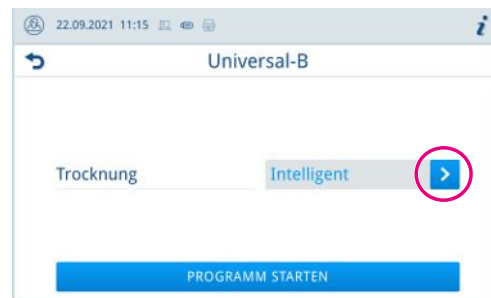 22.09.2021 11:15
Universal-B
Trocknung Intelligent
PROGRAMM STARTEN